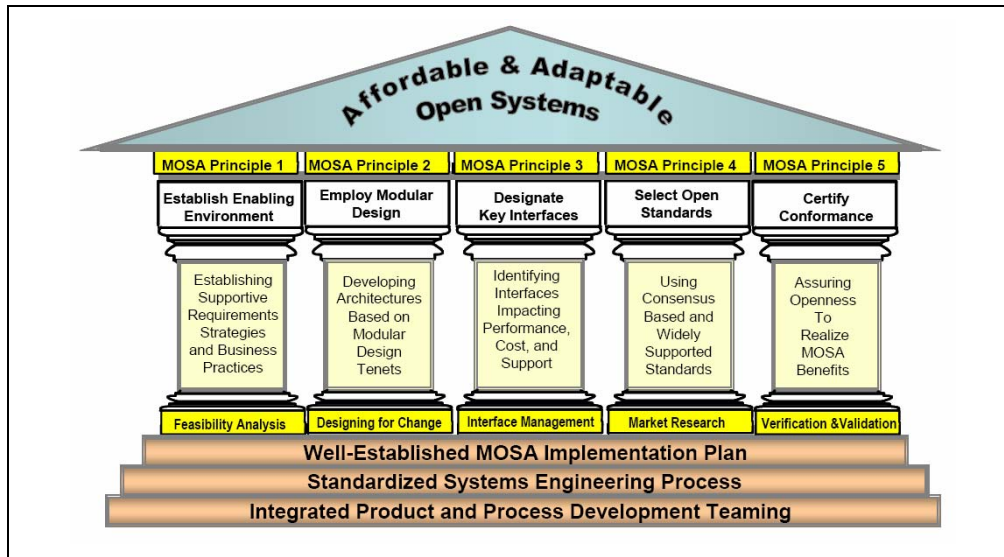 Affordable & Adaptable
Open Systems
MOSA Principle 1
MOSA Principle 2
MOSA Principle 3
MOSA Principle 4
MOSA Principle 5
Establish Enabling
Environment
Employ Modular
Design
Designate
Key Interfaces
Select Open
Standards
Certify
Conformance
Establishing
Supportive
Requirements
Strategies
and Business
Practices
Developing
Architectures
Based on
Modular
Design
Tenets
Identifying
Interfaces
Impacting
Performance,
Cost, and
Support
Using
Consensus
Based and
Widely
Supported
Standards
Assuring
Openness
To
Realize
MOSA
Benefits
Feasibility Analysis
Designing for Change
Interface Management
Market Research
Verification &Validation
Well-Established MOSA Implementation Plan
Standardized Systems Engineering Process
Integrated Product and Process Development Teaming